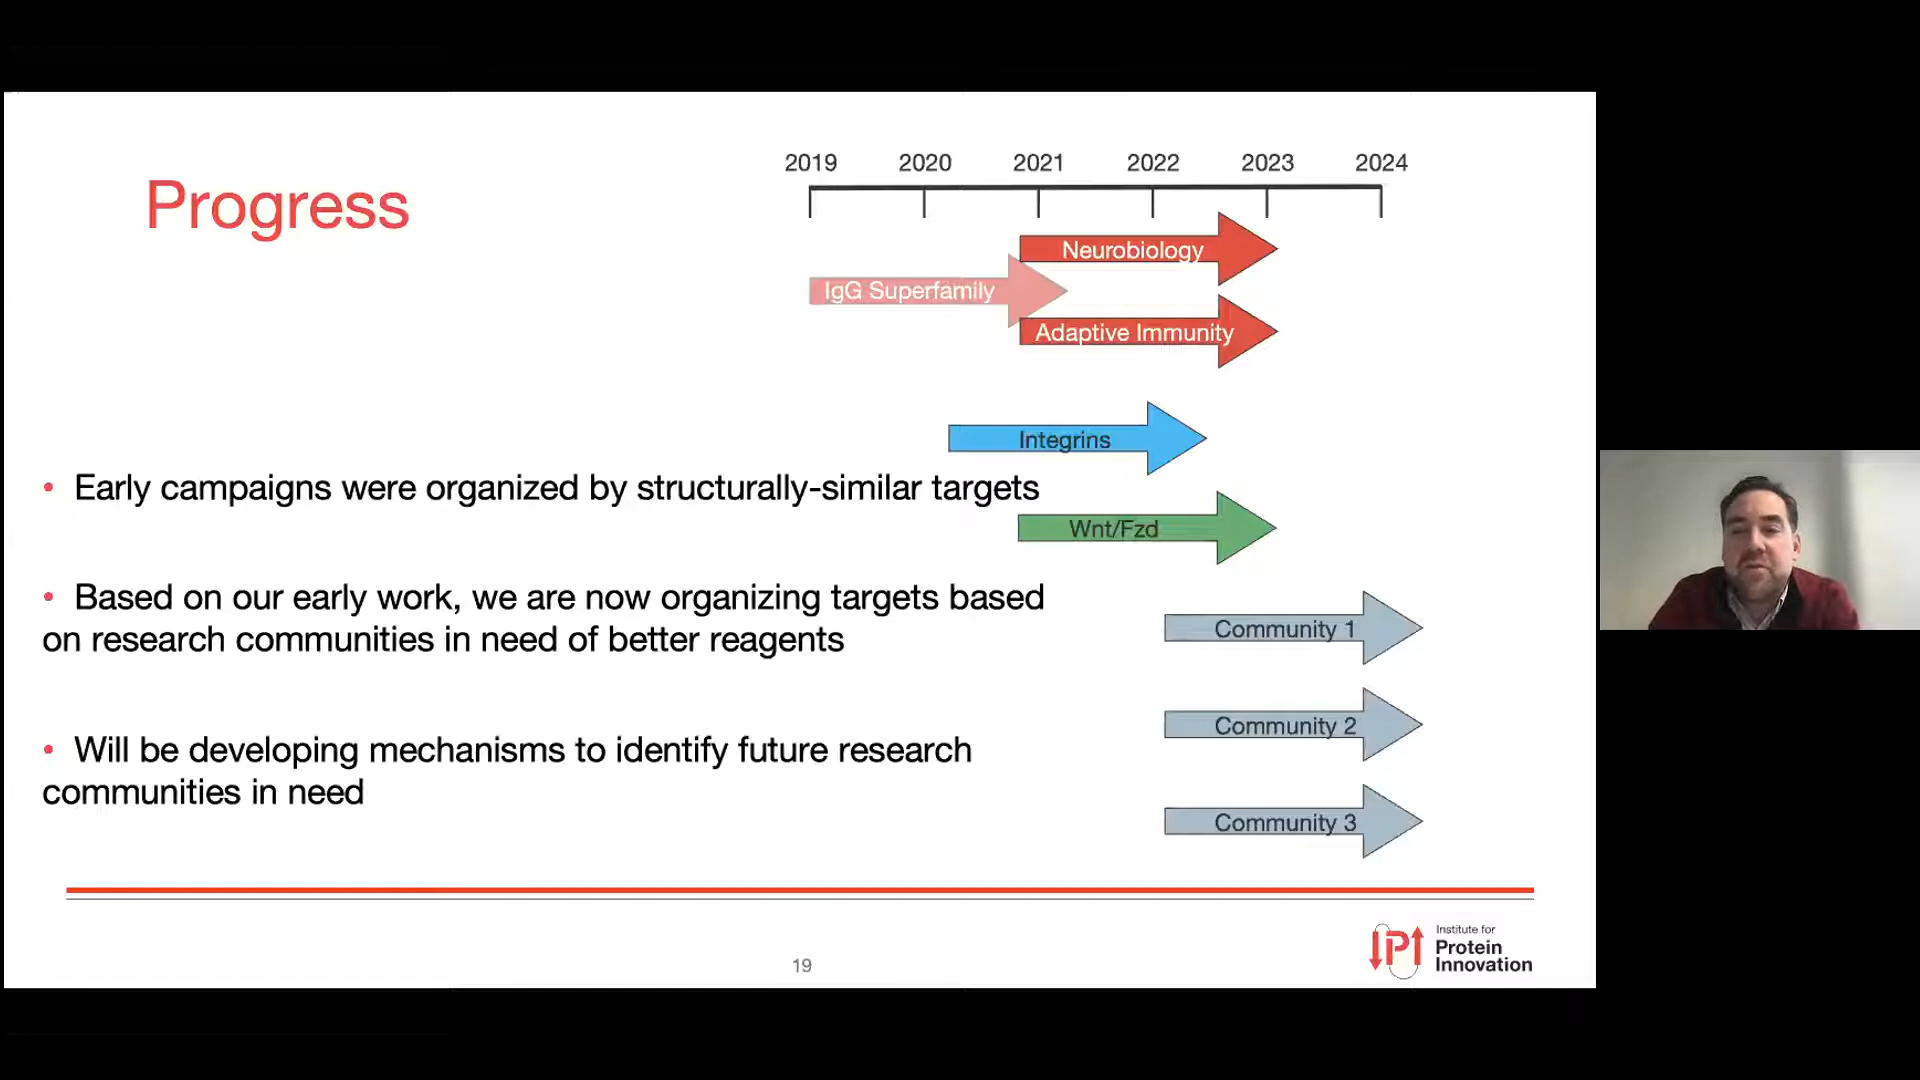 Progress
2019 2020 2021 2022 2023 2024
Neurobiology
IgG Superfamily
Adaptive Immunity
Integrins
• Early campaigns were organized by structurally-similar targets
Wnt/Fzd
• Based on our early work, we are now organizing targets based
on research communities in need of better reagents
Community 1
Community 2
• Will be developing mechanisms to identify future research
communities in need
Community 3
19
IPI
Institute for
Protein
Innovation